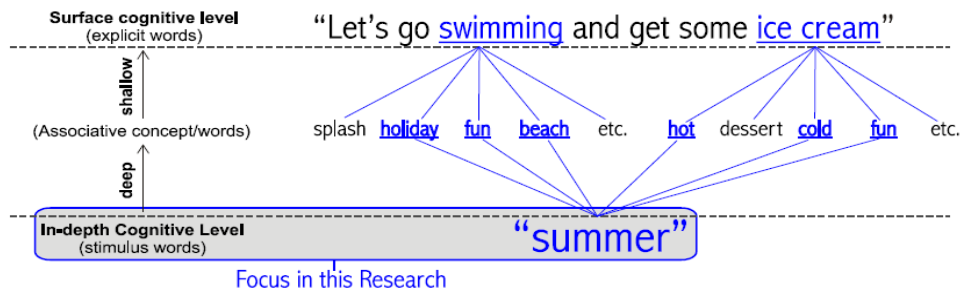 Surface cognitive level
(explicit words)
“Let’s go swimming and get some ice cream”
shallow
(Associative concept/words)
splash holiday fun beach etc. hot dessert cold fun etc.
deep
In-depth Cognitive Level
(stimulus words)
“summer”
Focus in this Research